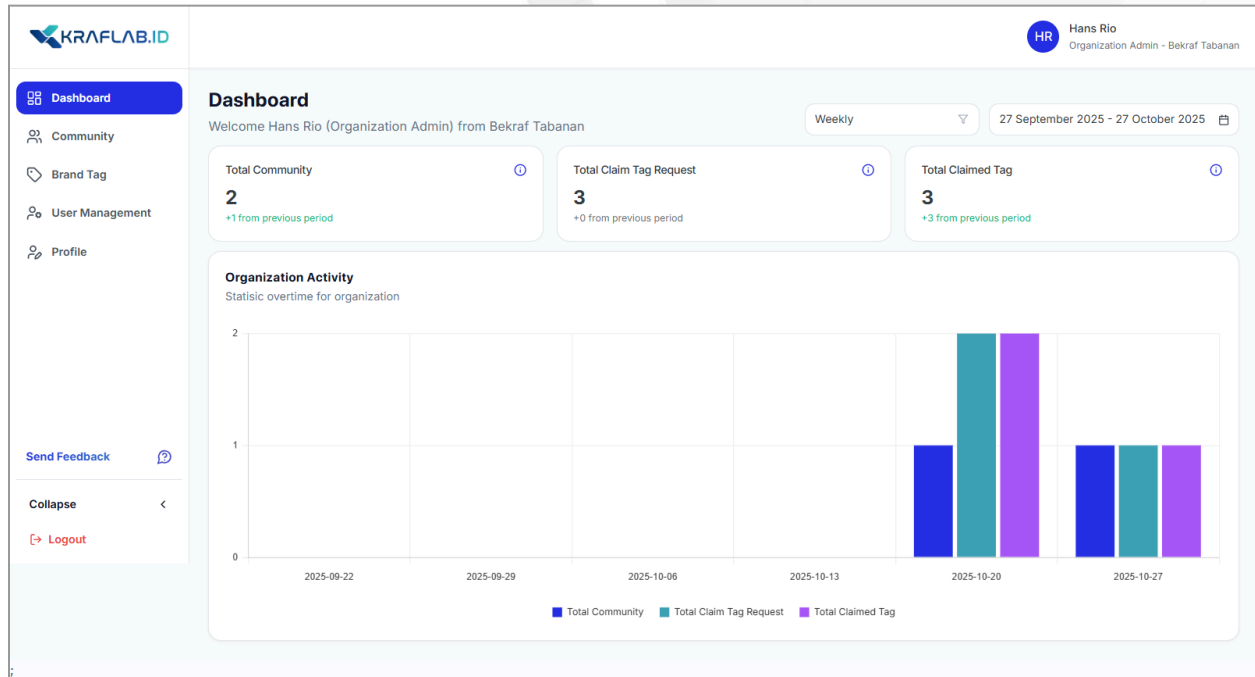 KRAFLAB.ID
HR
Hans Rio
Organization Admin - Bekraf Tabanan
Dashboard
Community
Brand Tag
User Management
Profile
Send Feedback
Collapse
Logout
Dashboard
Welcome Hans Rio (Organization Admin) from Bekraf Tabanan
Weekly
27 September 2025 - 27 October 2025
Total Community
2
+1 from previous period
Total Claim Tag Request
3
+0 from previous period
Total Claimed Tag
3
+3 from previous period
Organization Activity
Statisic overtime for organization
2
1
0
2025-09-22 2025-09-29 2025-10-06 2025-10-13 2025-10-20 2025-10-27
Total Community Total Claim Tag Request Total Claimed Tag
;